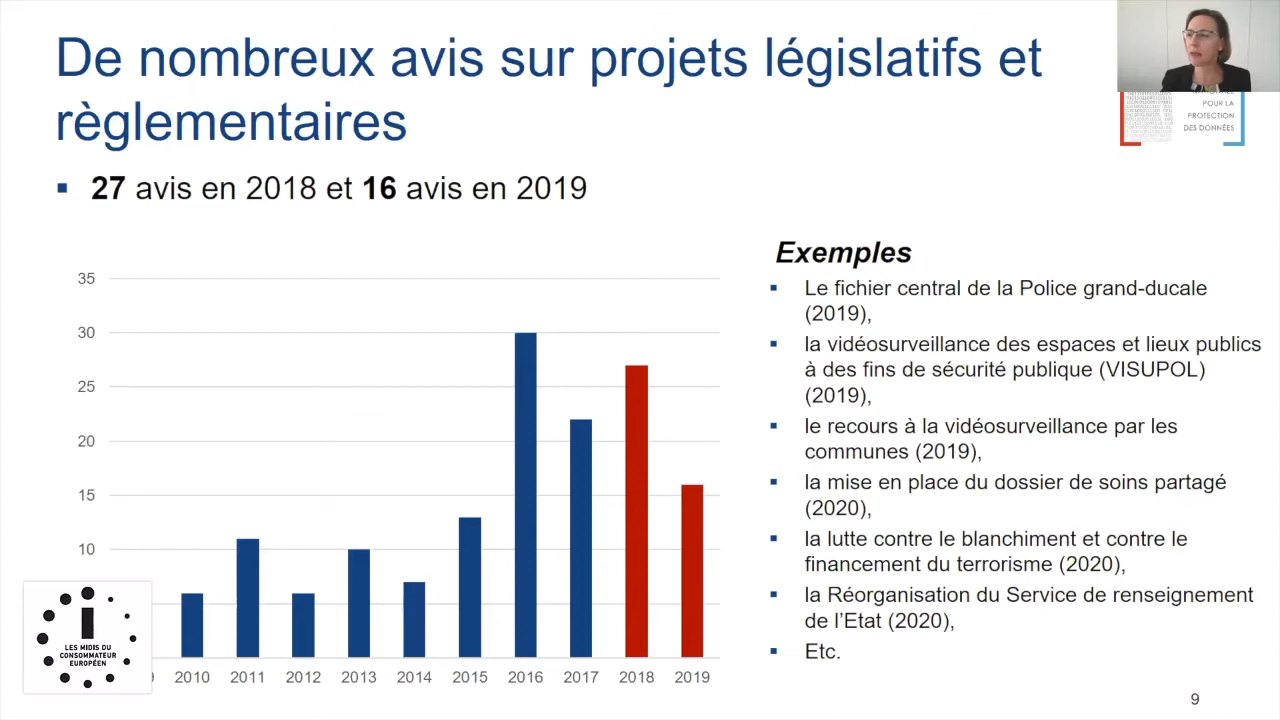 De nombreux avis sur projets législatifs et
règlementaires
POUR LA
PROTECTION
DES DONNÉES
27 avis en 2018 et 16 avis en 2019
35
30
25
20
15
10
2010
2011
2012
2013
2014
2015
2016
2017
2018
2019
LES MIDIS DU
CONSOMMATEUR
EUROPÉEN
Exemples
Le fichier central de la Police grand-ducale
(2019),
la vidéosurveillance des espaces et lieux publics
à des fins de sécurité publique (VISUPOL)
(2019),
le recours à la vidéosurveillance par les
communes (2019),
la mise en place du dossier de soins partagé
(2020),
la lutte contre le blanchiment et contre le
financement du terrorisme (2020),
la Réorganisation du Service de renseignement
de l'Etat (2020),
Etc.
9